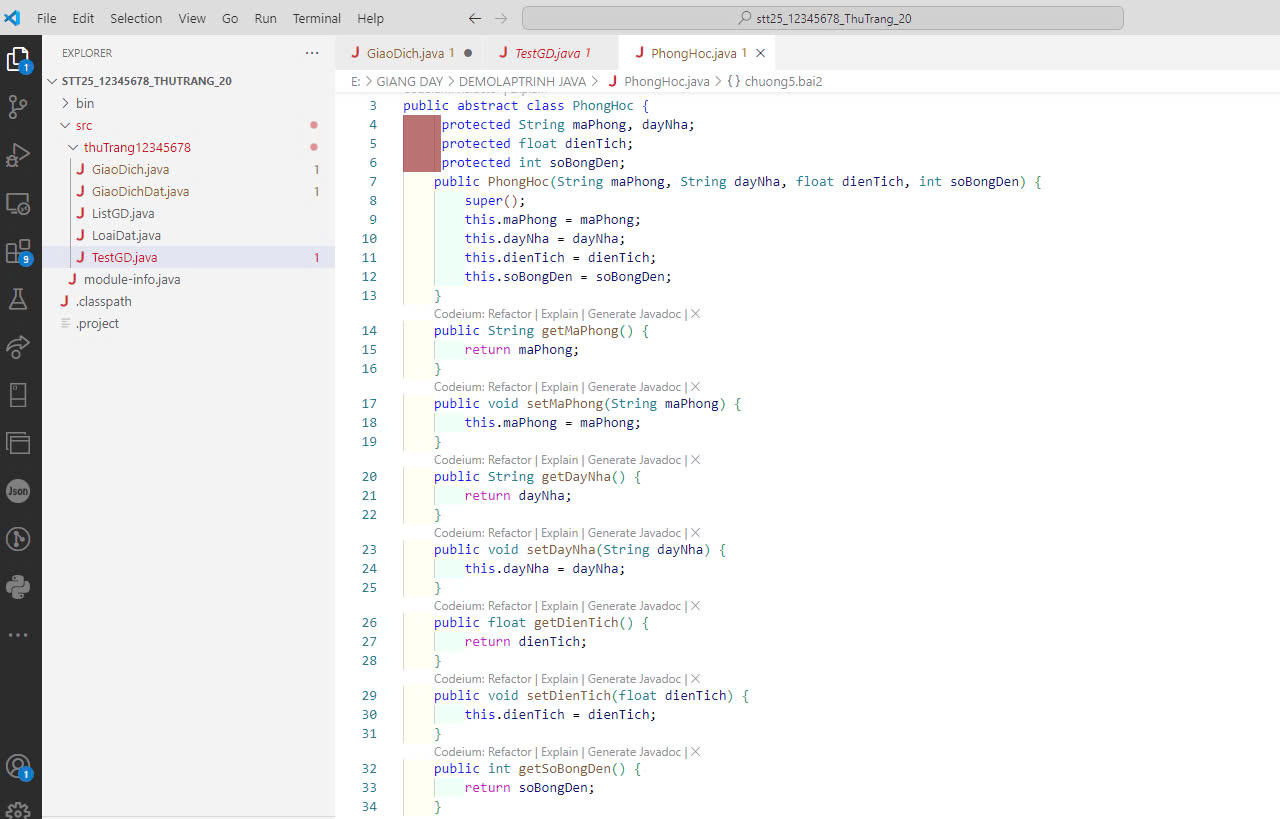 File Edit Selection View Go Run Terminal Help
stt25_12345678_ThuTrang_20
EXPLORER
STT25_12345678_THUTRANG_20
bin
src
thuTrang12345678
GiaoDich.java 1
GiaoDichDat.java 1
ListGD.java
LoaiDat.java
TestGD.java 1
module-info.java
.classpath
.project
1
9
Json
1
GiaoDich.java 1
TestGD.java 1
PhongHoc.java 1
E: > GIANG DAY > DEMOLAPTRINH JAVA > PhongHoc.java > {} chuong5.bai2
3 public abstract class PhongHoc {
4 protected String maPhong, dayNha;
5 protected float dienTich;
6 protected int soBongDen;
7 public PhongHoc(String maPhong, String dayNha, float dienTich, int soBongDen) {
8 super();
9 this.maPhong = maPhong;
10 this.dayNha = dayNha;
11 this.dienTich = dienTich;
12 this.soBongDen = soBongDen;
13 }
Codeium: Refactor | Explain | Generate Javadoc | X
14 public String getMaPhong() {
15 return maPhong;
16 }
Codeium: Refactor | Explain | Generate Javadoc | X
17 public void setMaPhong(String maPhong) {
18 this.maPhong = maPhong;
19 }
Codeium: Refactor | Explain | Generate Javadoc | X
20 public String getDayNha() {
21 return dayNha;
22 }
Codeium: Refactor | Explain | Generate Javadoc | X
23 public void setDayNha(String dayNha) {
24 this.dayNha = dayNha;
25 }
Codeium: Refactor | Explain | Generate Javadoc | X
26 public float getDienTich() {
27 return dienTich;
28 }
Codeium: Refactor | Explain | Generate Javadoc | X
29 public void setDienTich(float dienTich) {
30 this.dienTich = dienTich;
31 }
Codeium: Refactor | Explain | Generate Javadoc | X
32 public int getSoBongDen() {
33 return soBongDen;
34 }